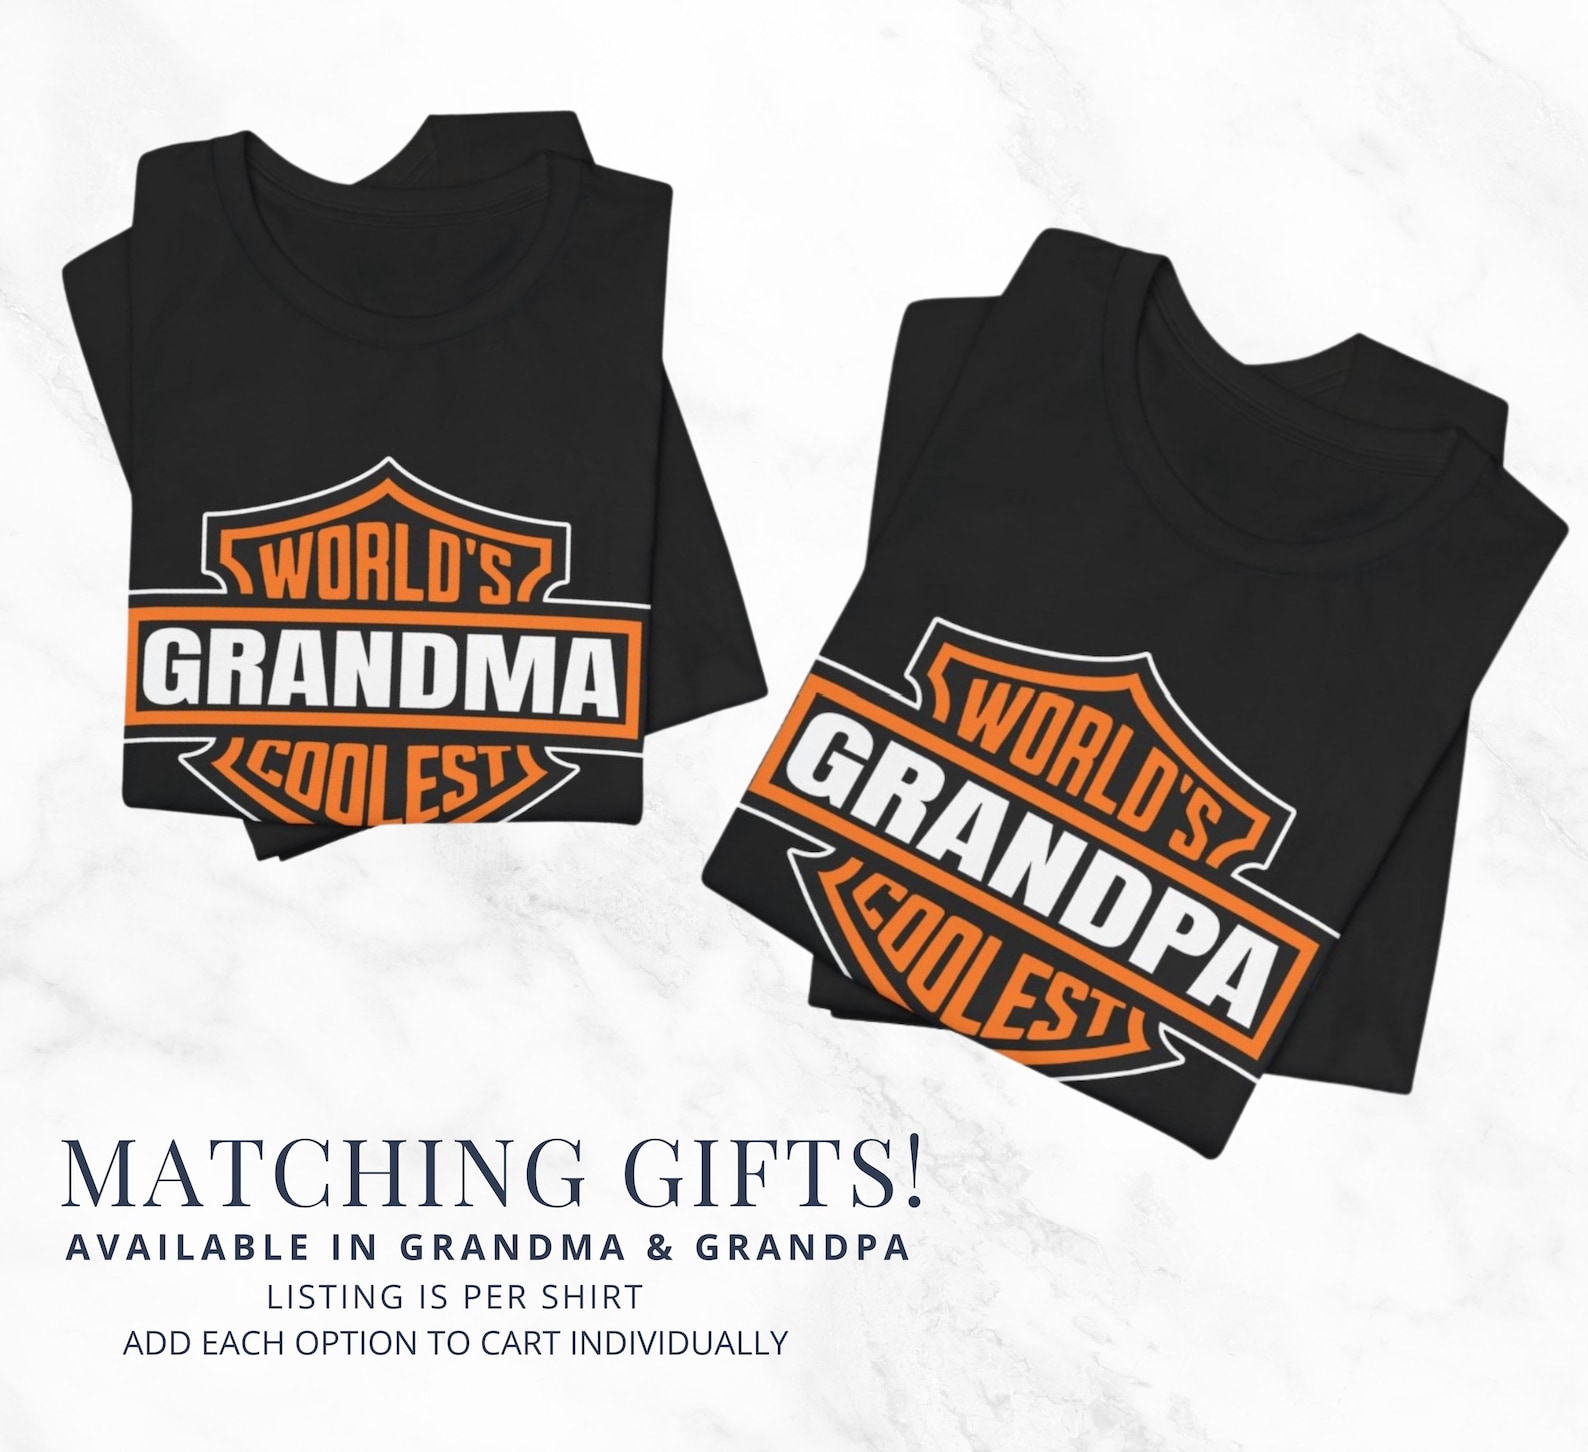 WORLD'S
GRANDMA
COOLEST
WORLD'S
GRANDPA
COOLEST
MATCHING GIFTS!
AVAILABLE IN GRANDMA & GRANDPA
LISTING IS PER SHIRT
ADD EACH OPTION TO CART INDIVIDUALLY